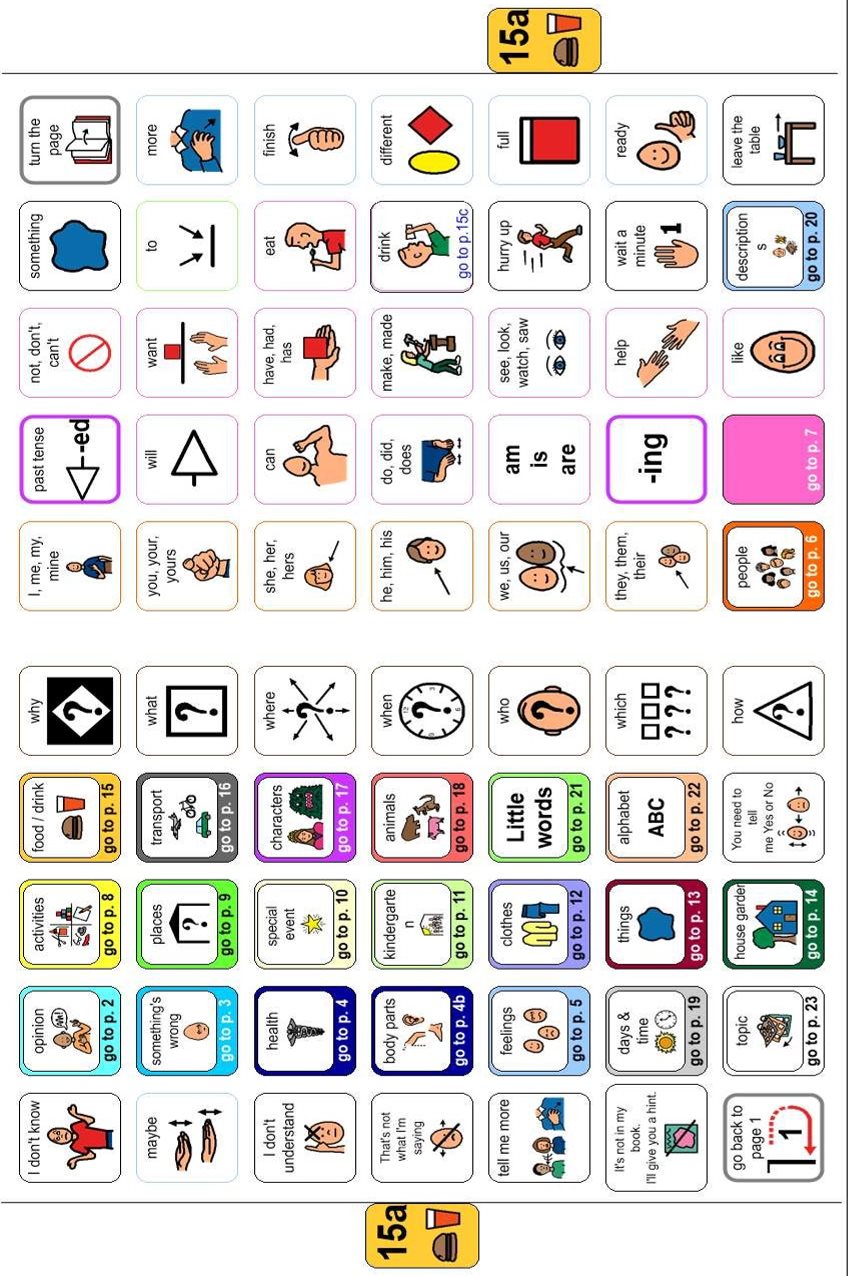 15a
I don't know
opinion
go to p. 2
activities
go to p. 8
food / drink
go to p. 15
why
I, me, my,
mine
past tense
-ed
not, don't,
can't
something
turn the
page
maybe
something's
wrong
go to p. 3
places
go to p. 9
transport
go to p. 16
what
you, your,
yours
will
want
to
more
I don't
understand
health
go to p. 4
special
event
go to p. 10
characters
go to p. 17
where
she, her,
hers
can
have, had,
has
eat
finish
That's not
what I'm
saying
body parts
go to p. 4b
kindergarte
n
go to p. 11
animals
go to p. 18
when
he, him, his
do, did,
does
make, made
drink
go to p.15c
different
tell me more
feelings
go to p. 5
clothes
go to p. 12
Little
words
go to p. 21
who
we, us, our
am
is
are
see, look,
watch, saw
hurry up
full
It's not in my
book.
I'll give you a hint.
days &
time
go to p. 19
things
go to p. 13
alphabet
ABC
go to p. 22
which
???
they, them,
their
-ing
help
wait a
minute
1
ready
go back to
page 1
1
topic
go to p. 23
house garden
go to p. 14
You need to
tell
me Yes or No
how
people
go to p. 6
go to p. 7
like
description
s
go to p. 20
leave the
table
15a